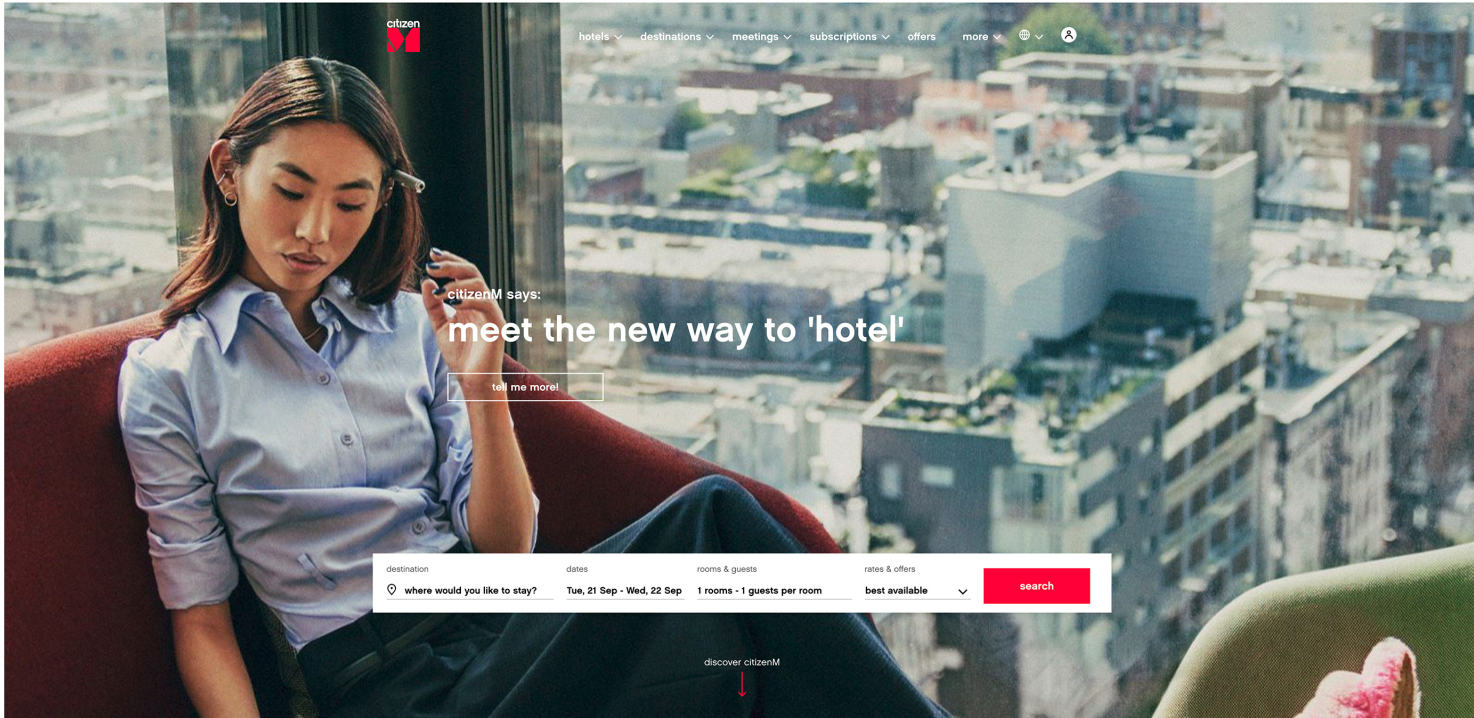 citizen
M
hotels
destinations
meetings
subscriptions
offers
more
citizenM says:
meet the new way to 'hotel'
tell me more!
destination
where would you like to stay?
dates
Tue, 21 Sep - Wed, 22 Sep
rooms & guests
1 rooms - 1 guests per room
rates & offers
best available
search
discover citizenM